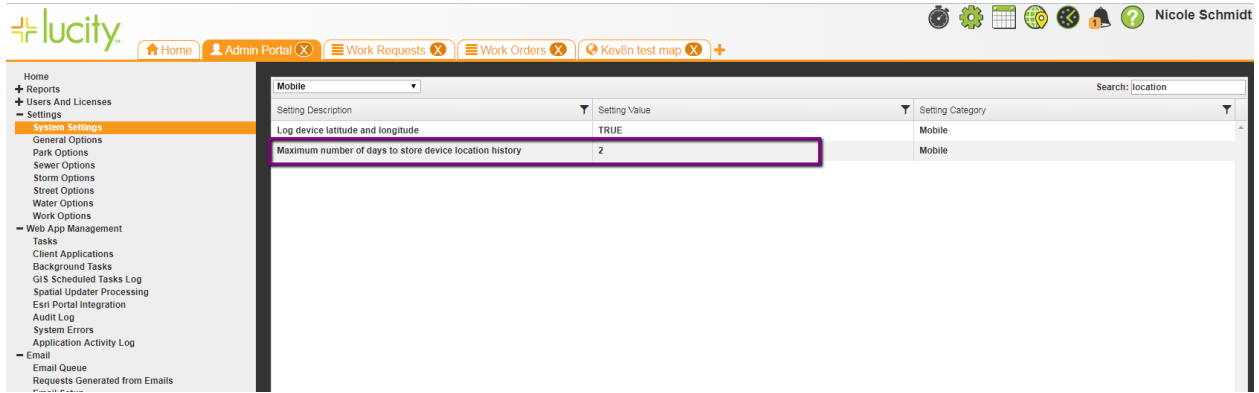 lucity
Nicole Schmidt
1
?
Home
Admin Portal X
Work Requests X
Work Orders X
Kev8n test map X
+
Home
+ Reports
+ Users And Licenses
− Settings
System Settings
General Options
Park Options
Sewer Options
Storm Options
Street Options
Water Options
Work Options
− Web App Management
Tasks
Client Applications
Background Tasks
GIS Scheduled Tasks Log
Spatial Updater Processing
Esri Portal Integration
Audit Log
System Errors
Application Activity Log
− Email
Email Queue
Requests Generated from Emails
Mobile
Search: location
Setting Description Setting Value Setting Category
Log device latitude and longitude TRUE Mobile
Maximum number of days to store device location history 2 Mobile